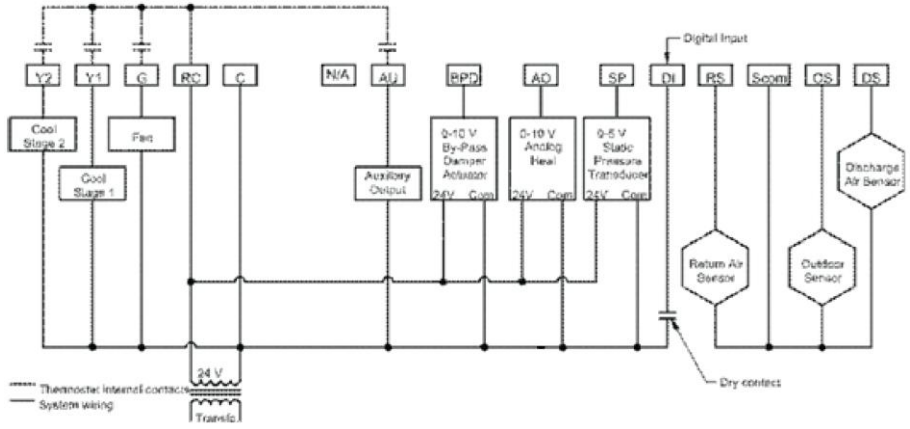 Digital Input
Y2 Y1 G RC C N/A AU BPD AO SP DI RS Scom OS DS
Cool
Stage 2
Fan
Cool
Stage 1
Auxiliary
Output
0-10 V
By-Pass
Damper
Actuator
24V Com
0-10 V
Analog
Heat
24V Com
0-5 V
Static
Pressure
Transducer
24V Com
Discharge
Air Sensor
Return Air
Sensor
Outdoor
Sensor
24 V
Dry contact
Thermostat internal contacts
System wiring
Transfo.